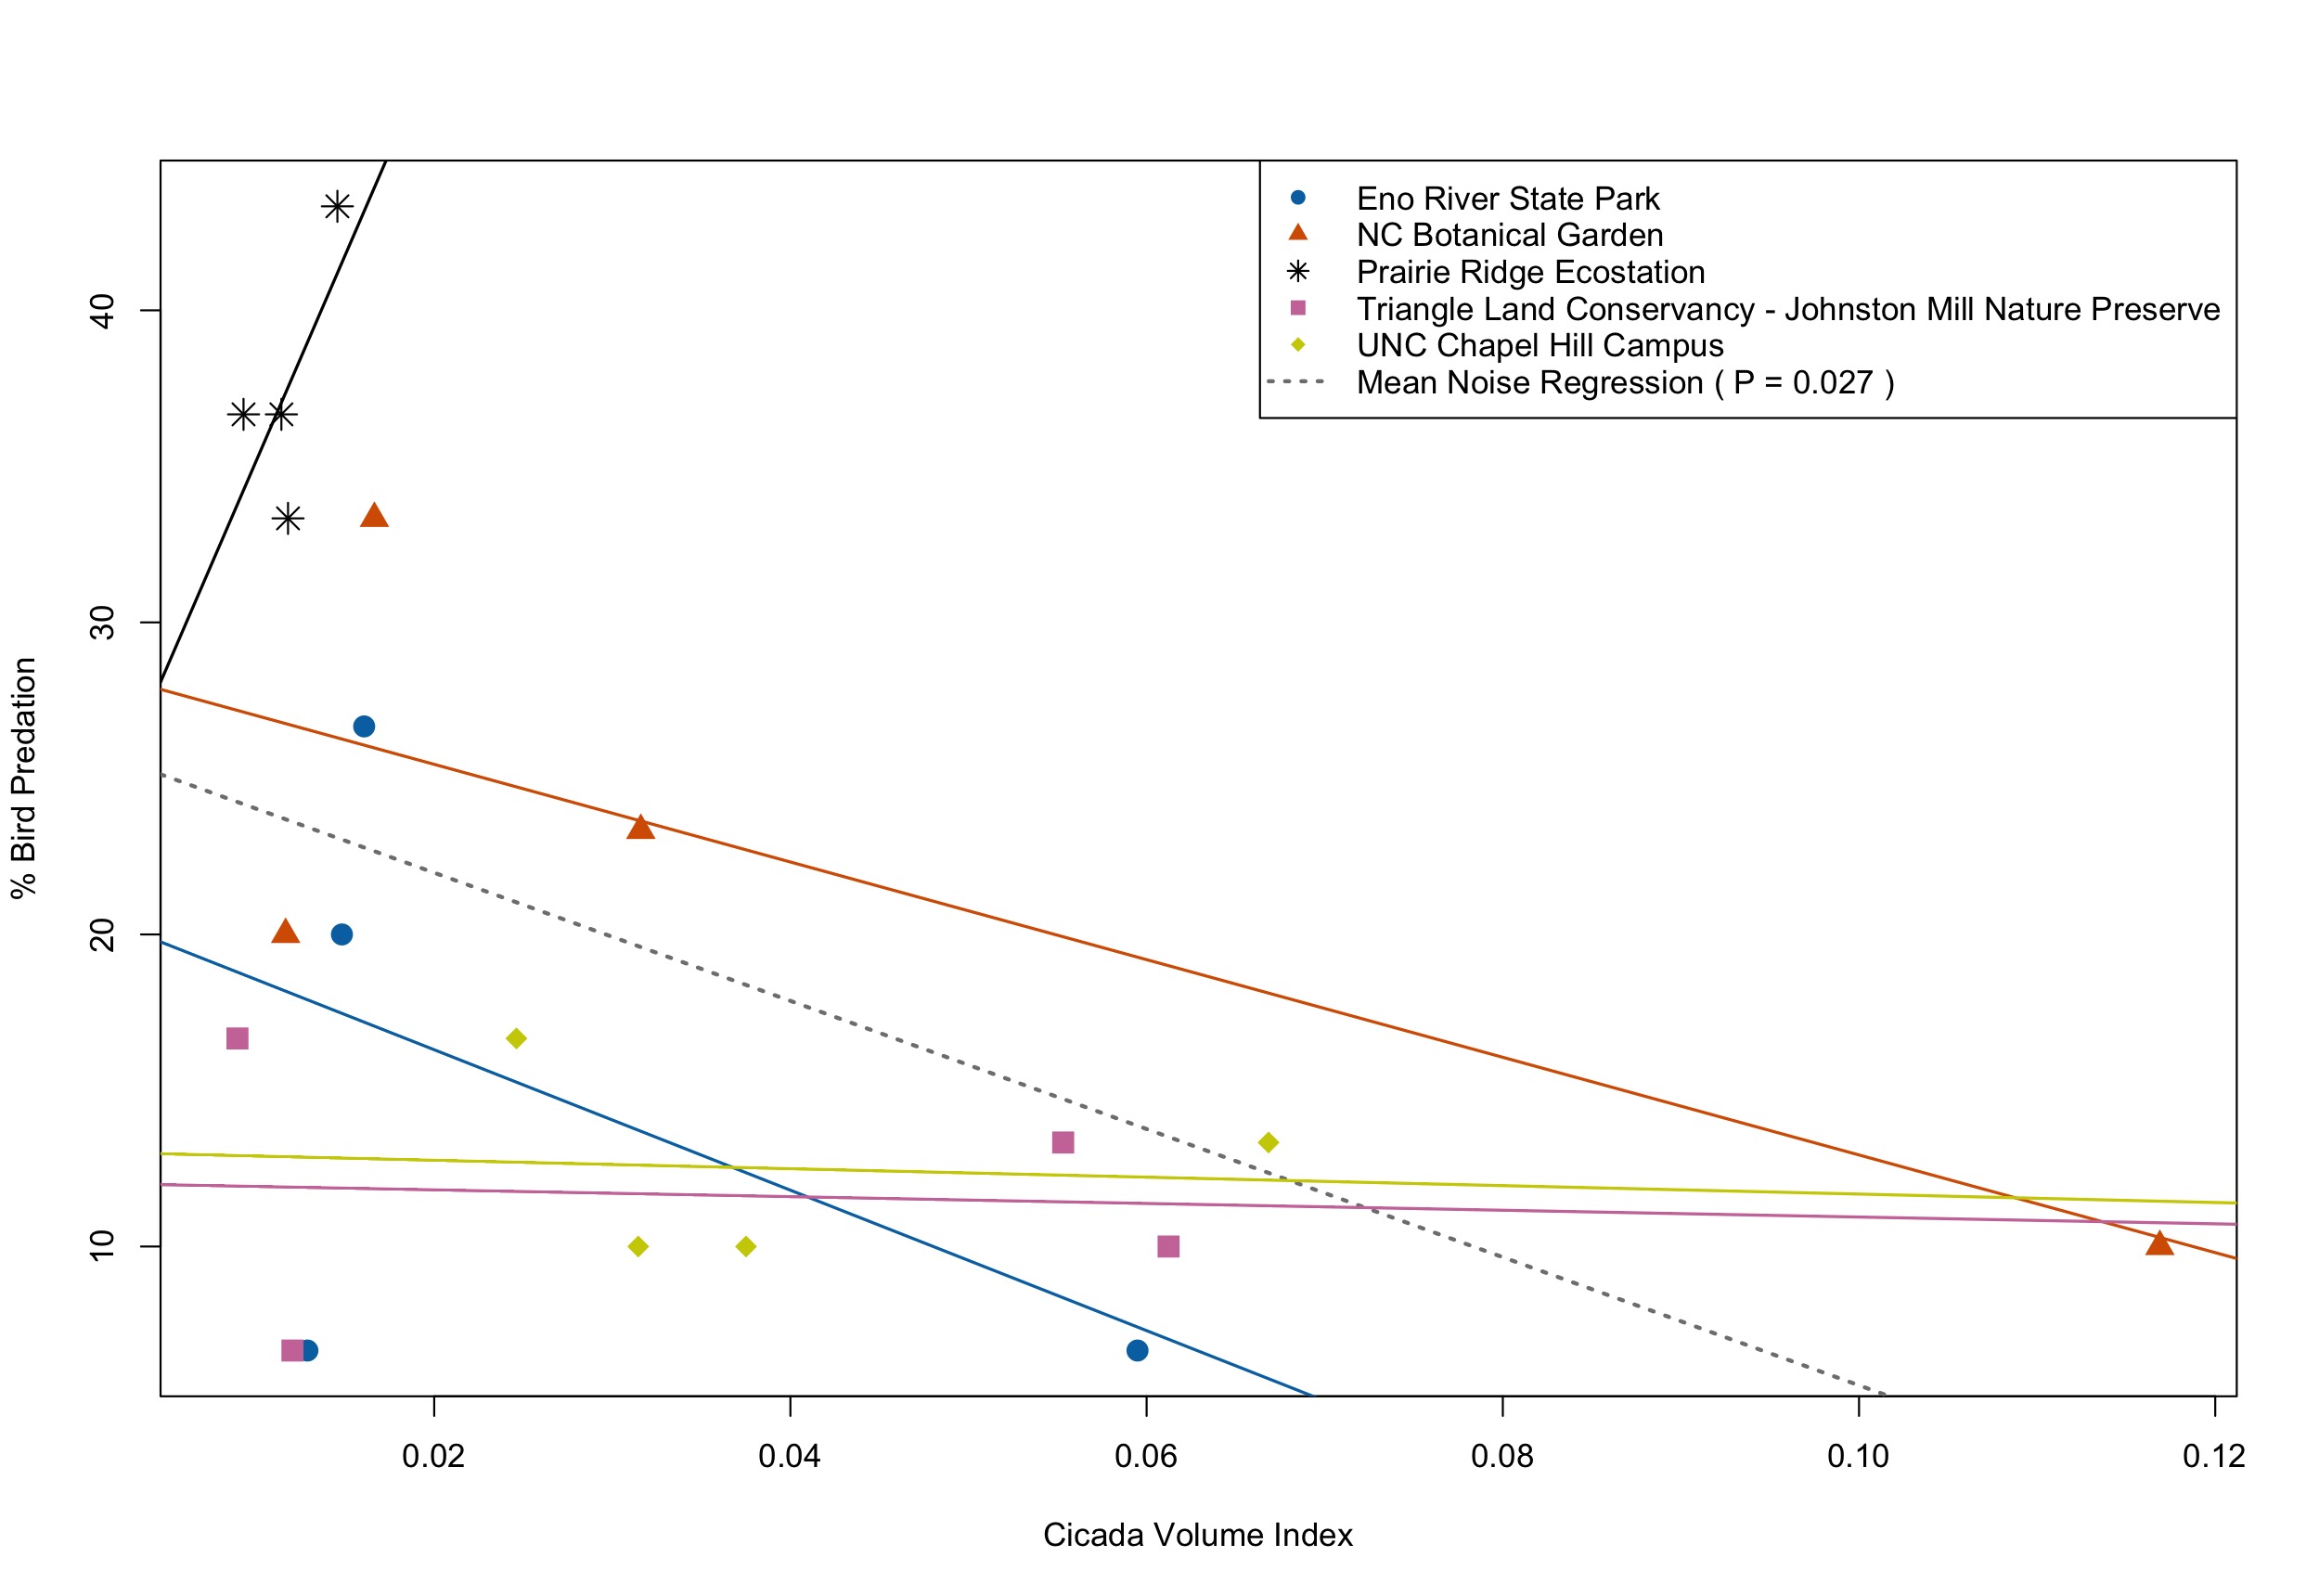 Eno River State Park
NC Botanical Garden
Prairie Ridge Ecostation
Triangle Land Conservancy - Johnston Mill Nature Preserve
UNC Chapel Hill Campus
Mean Noise Regression ( P = 0.027 )
40
30
20
10
% Bird Predation
0.02 0.04 0.06 0.08 0.10 0.12
Cicada Volume Index